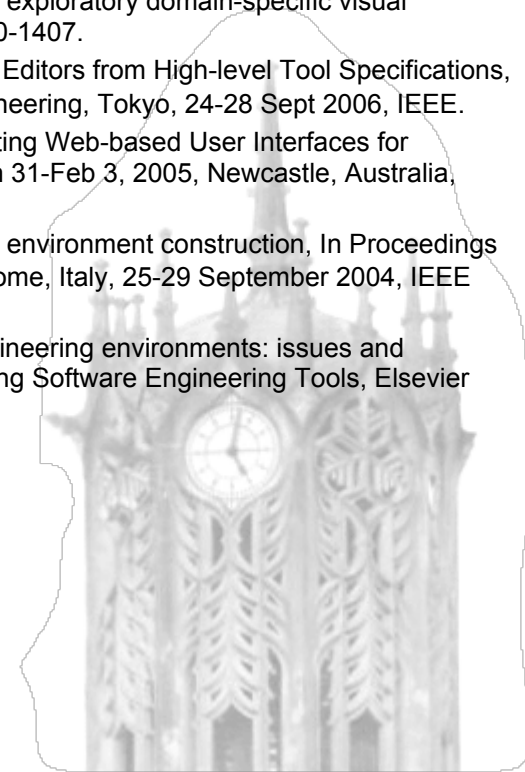 exploratory domain-specific visual
0-1407.
Editors from High-level Tool Specifications,
neering, Tokyo, 24-28 Sept 2006, IEEE.
ting Web-based User Interfaces for
31-Feb 3, 2005, Newcastle, Australia,
environment construction, In Proceedings
ome, Italy, 25-29 September 2004, IEEE
ineering environments: issues and
ng Software Engineering Tools, Elsevier